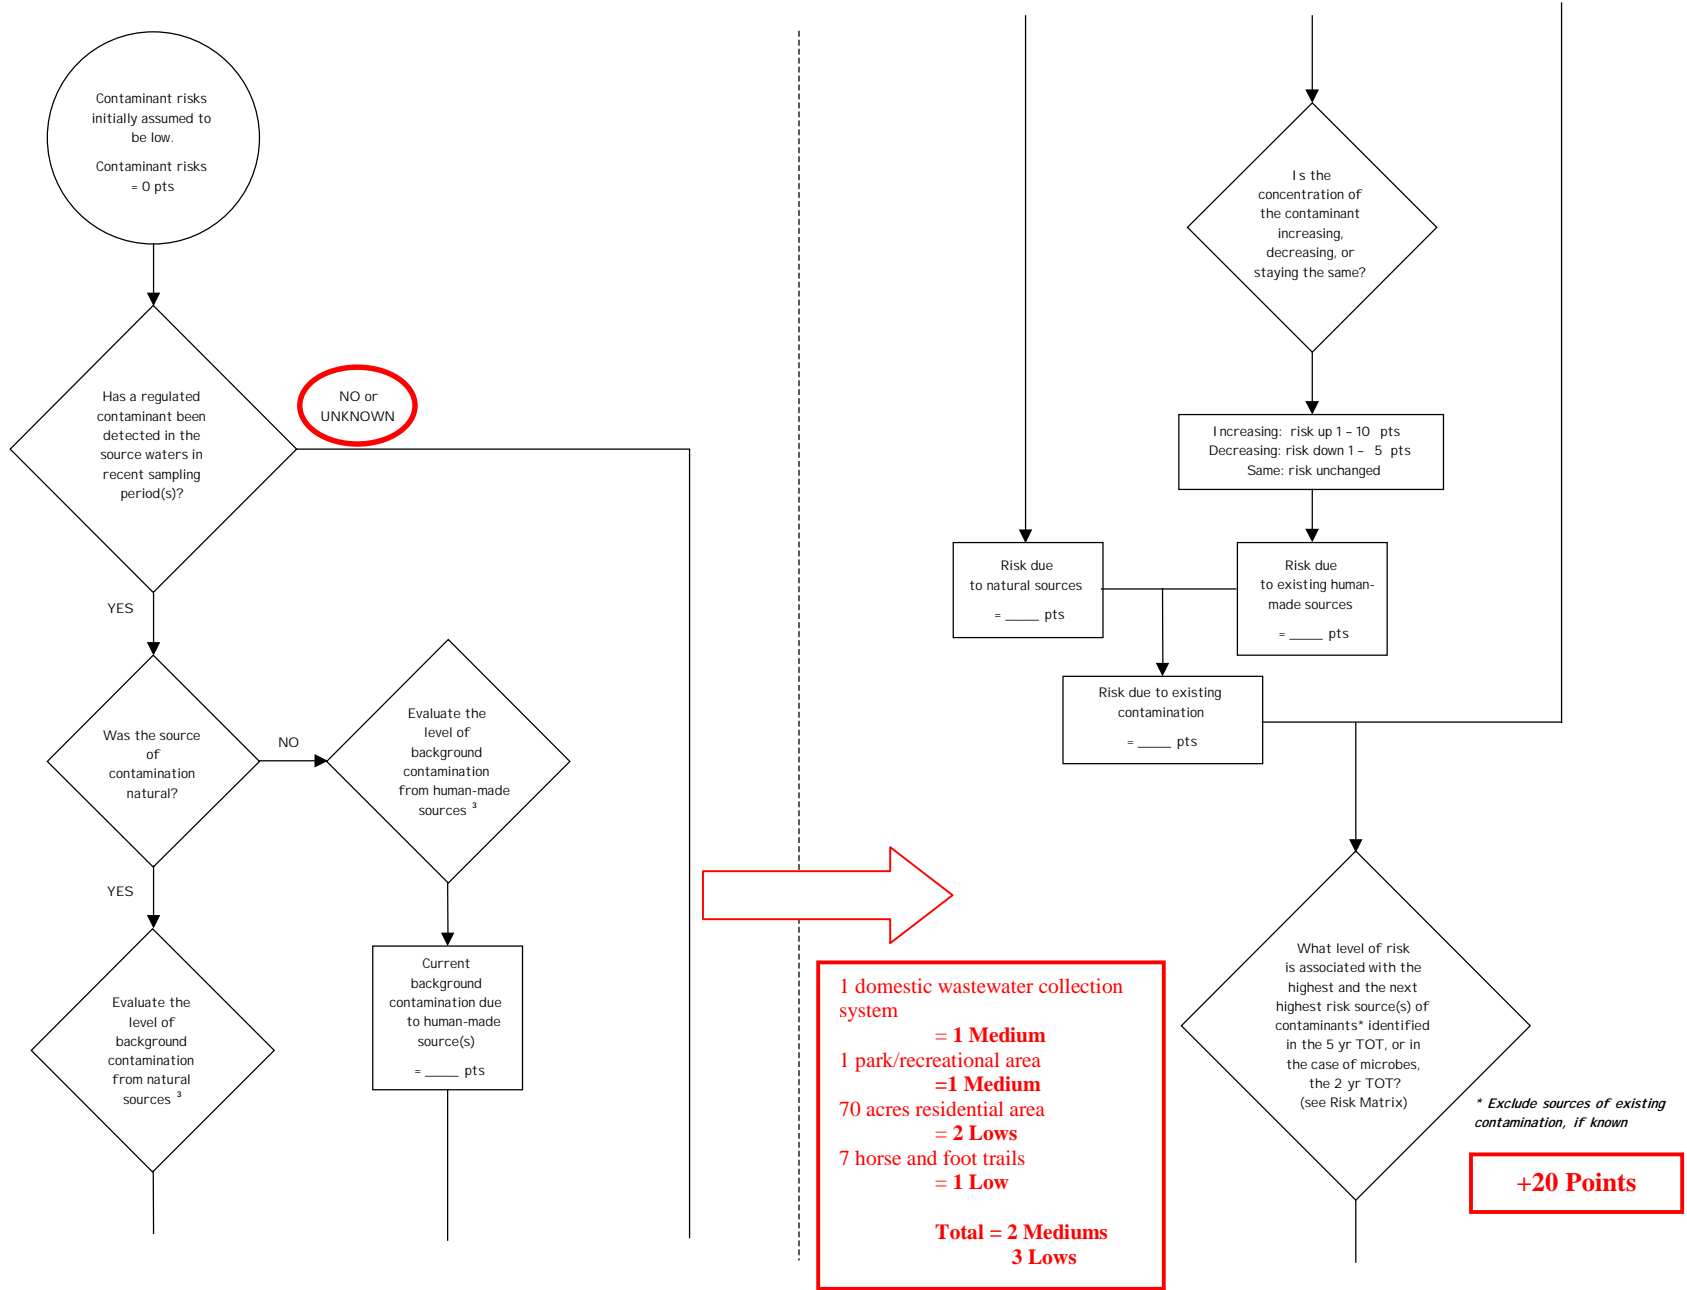 Contaminant risks
initially assumed to
be low.
Contaminant risks
= 0 pts
Has a regulated
contaminant been
detected in the
source waters in
recent sampling
period(s)?
NO or
UNKNOWN
YES
Was the source
of
contamination
natural?
NO
Evaluate the
level of
background
contamination
from human-made
sources ³
YES
Evaluate the
level of
background
contamination
from natural
sources ³
Current
background
contamination due
to human-made
source(s)
= _____ pts
Is the
concentration of
the contaminant
increasing,
decreasing, or
staying the same?
Increasing: risk up 1 – 10 pts
Decreasing: risk down 1 – 5 pts
Same: risk unchanged
Risk due
to natural sources
= _____ pts
Risk due
to existing human-
made sources
= _____ pts
Risk due to existing
contamination
= _____ pts
What level of risk
is associated with the
highest and the next
highest risk source(s) of
contaminants* identified
in the 5 yr TOT, or in
the case of microbes,
the 2 yr TOT?
(see Risk Matrix)
* Exclude sources of existing
contamination, if known
+20 Points
1 domestic wastewater collection
system
= 1 Medium
1 park/recreational area
=1 Medium
70 acres residential area
= 2 Lows
7 horse and foot trails
= 1 Low
Total = 2 Mediums
3 Lows